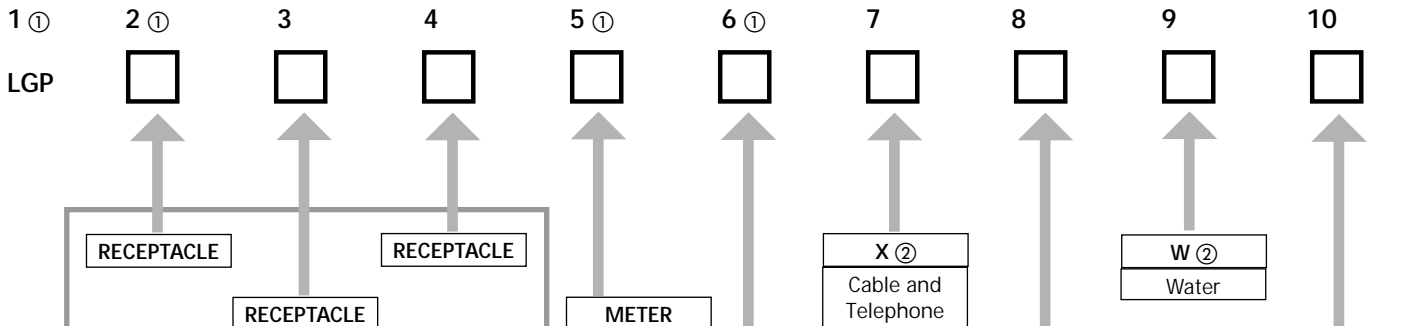 1 ① 2 ① 3 4 5 ① 6 ① 7 8 9 10
LGP
RECEPTACLE RECEPTACLE X ② W ②
Cable and Water
Telephone
RECEPTACLE METER